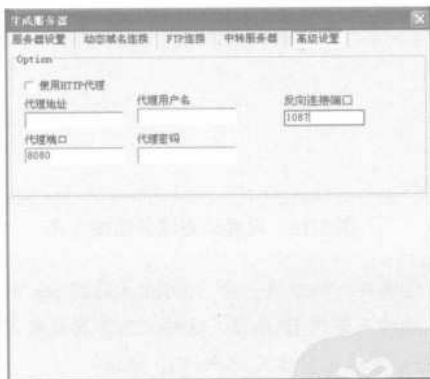 生成服务器
服务器设置 动态域名连接 FTP连接 中转服务器 高级设置
Option
使用HTTP代理
代理地址 代理用户名 反向连接端口
1087
代理端口 代理密码
8080